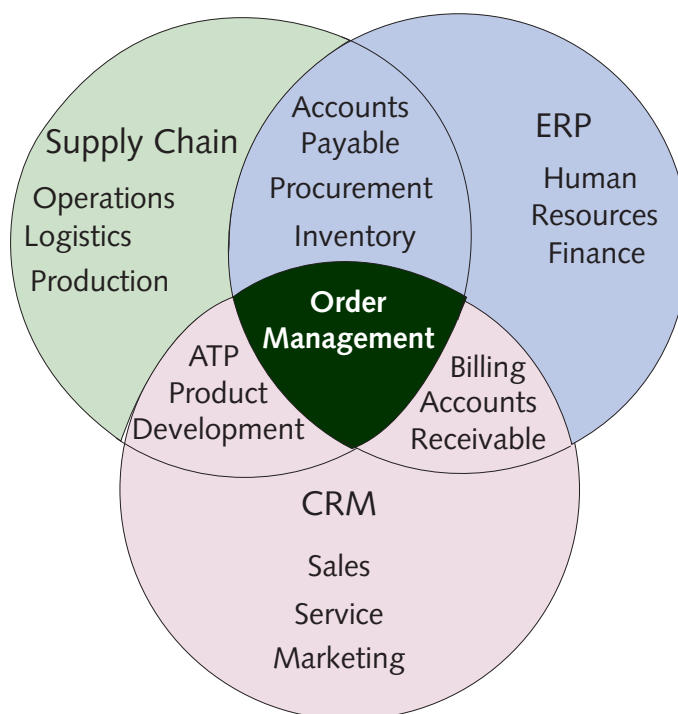 Supply Chain
Operations
Logistics
Production
Accounts
Payable
Procurement
Inventory
ERP
Human
Resources
Finance
Order
Management
ATP
Product
Development
Billing
Accounts
Receivable
CRM
Sales
Service
Marketing